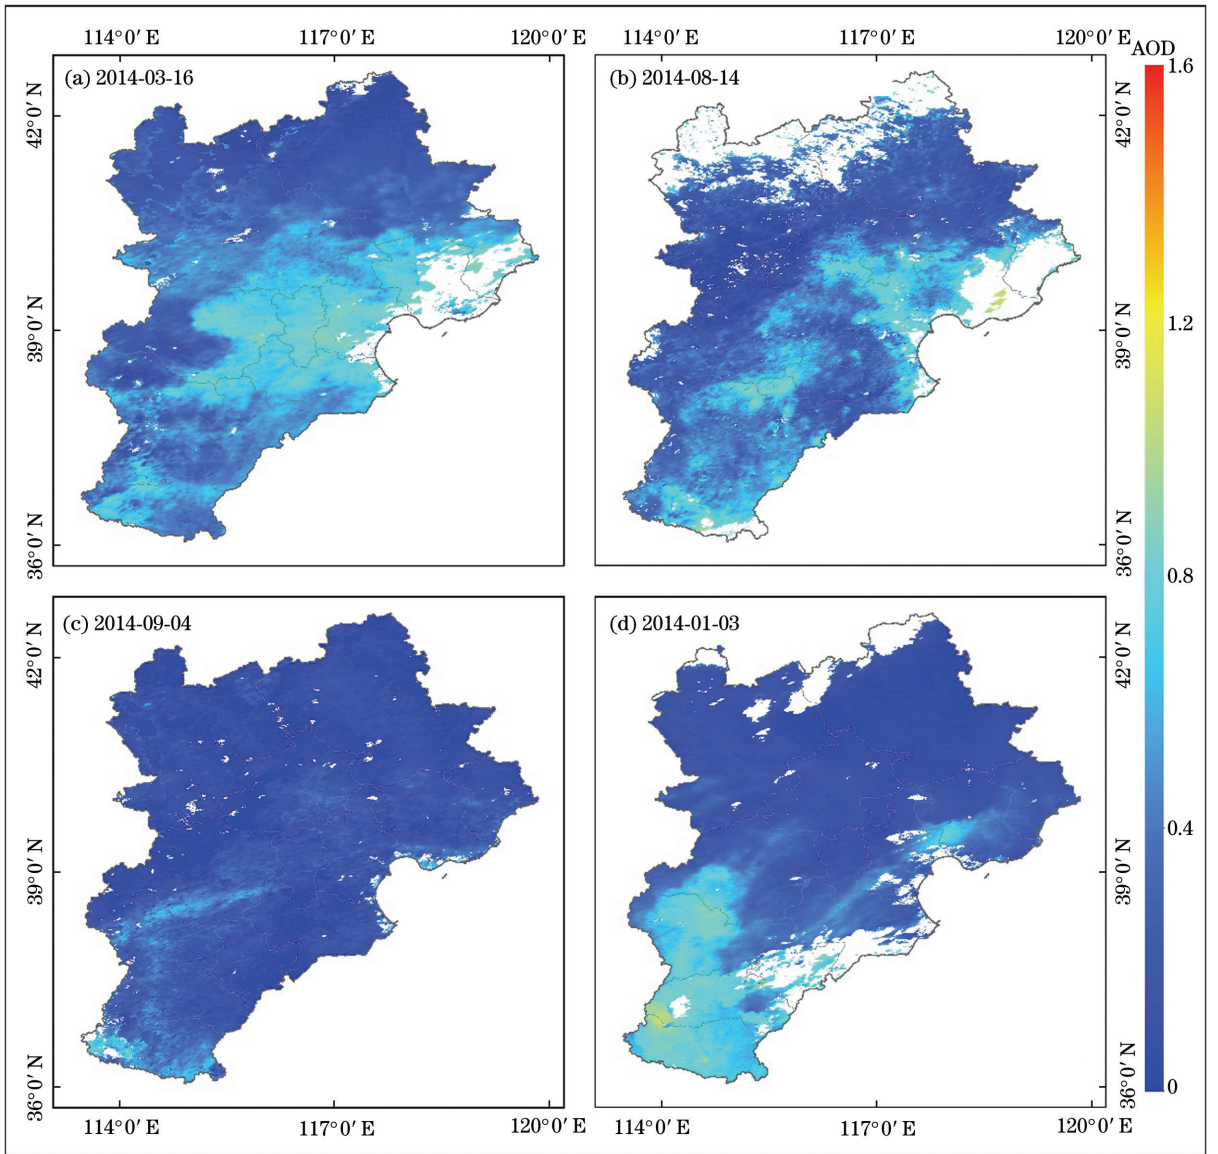 114°0′ E 117°0′ E 120°0′ E 114°0′ E 117°0′ E 120°0′ E
AOD
(a) 2014-03-16
(b) 2014-08-14
42°0′ N
39°0′ N
36°0′ N
42°0′ N
39°0′ N
36°0′ N
(c) 2014-09-04
(d) 2014-01-03
42°0′ N
39°0′ N
36°0′ N
42°0′ N
39°0′ N
36°0′ N
1.6
1.2
0.8
0.4
0
114°0′ E 117°0′ E 120°0′ E 114°0′ E 117°0′ E 120°0′ E